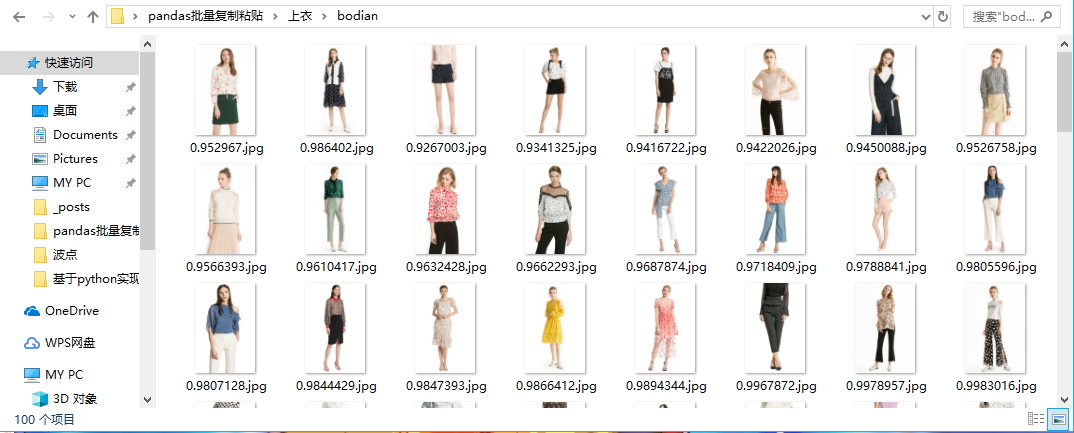 pandas批量复制粘贴 > 上衣 > bodian
搜索"bod...
快速访问
下载
桌面
Documents
Pictures
MY PC
_posts
pandas批量复制
波点
基于python实现
OneDrive
WPS网盘
MY PC
3D 对象
0.952967.jpg 0.986402.jpg 0.9267003.jpg 0.9341325.jpg 0.9416722.jpg 0.9422026.jpg 0.9450088.jpg 0.9526758.jpg
0.9566393.jpg 0.9610417.jpg 0.9632428.jpg 0.9662293.jpg 0.9687874.jpg 0.9718409.jpg 0.9788841.jpg 0.9805596.jpg
0.9807128.jpg 0.9844429.jpg 0.9847393.jpg 0.9866412.jpg 0.9894344.jpg 0.9967872.jpg 0.9978957.jpg 0.9983016.jpg
100 个项目